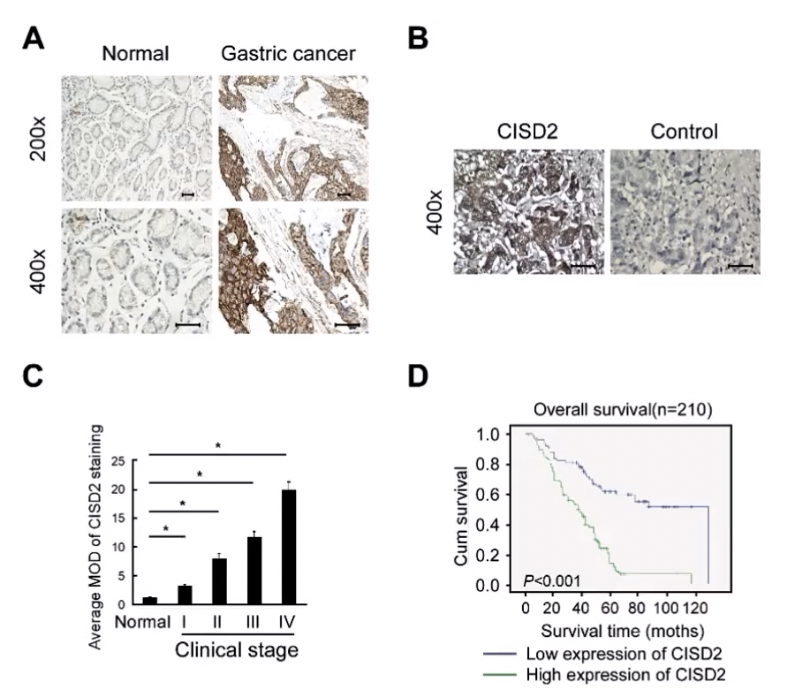 A
Normal
Gastric cancer
200x
400x
B
CISD2
Control
400x
C
Average MOD of CISD2 staining
25
20
15
10
5
0
*
*
*
*
Normal
I
II
III
IV
Clinical stage
D
Overall survival(n=210)
Cum survival
1.0
0.8
0.6
0.4
0.2
0.0
P<0.001
0 20 40 60 80 100 120
Survival time (moths)
Low expression of CISD2
High expression of CISD2